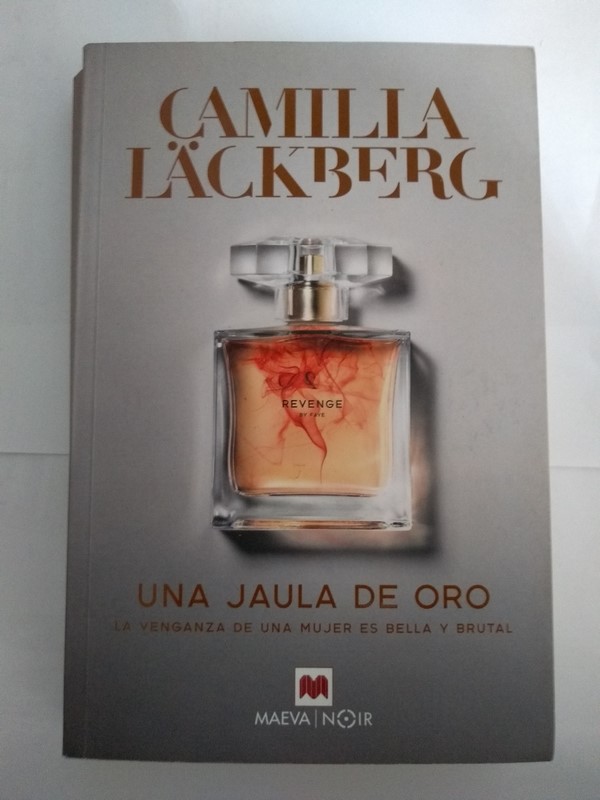 CAMILLA
LÄCKBERG
REVENGE
BY FAYE
UNA JAULA DE ORO
LA VENGANZA DE UNA MUJER ES BELLA Y BRUTAL
MAEVA | NOIR